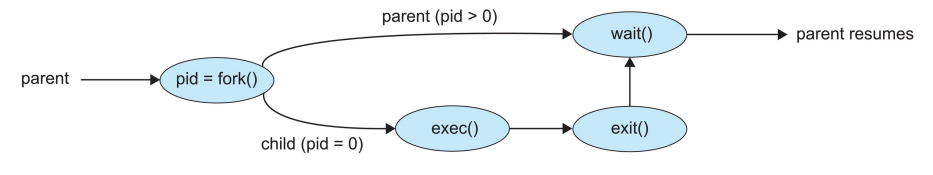 parent (pid > 0)
wait()
parent resumes
parent
pid = fork()
exec()
exit()
child (pid = 0)